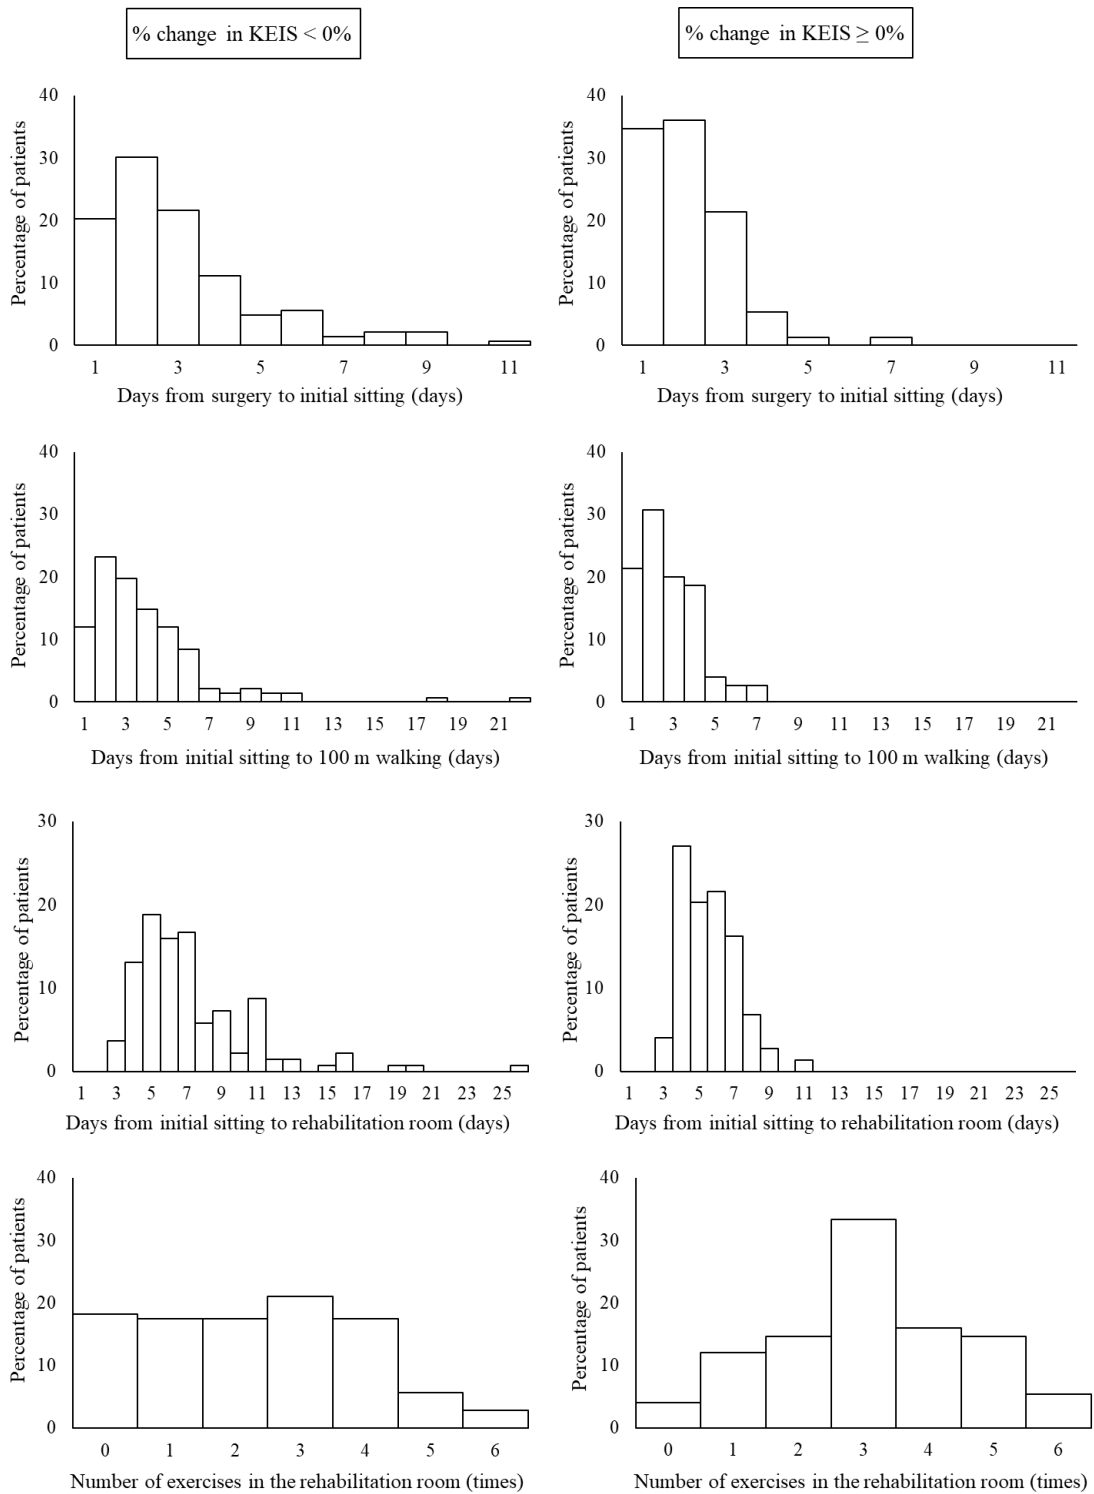 % change in KEIS < 0%
% change in KEIS ≥ 0%
Percentage of patients
40
30
20
10
0
1 3 5 7 9 11
Days from surgery to initial sitting (days)
Percentage of patients
40
30
20
10
0
1 3 5 7 9 11
Days from surgery to initial sitting (days)
Percentage of patients
40
30
20
10
0
1 3 5 7 9 11 13 15 17 19 21
Days from initial sitting to 100 m walking (days)
Percentage of patients
40
30
20
10
0
1 3 5 7 9 11 13 15 17 19 21
Days from initial sitting to 100 m walking (days)
Percentage of patients
30
20
10
0
1 3 5 7 9 11 13 15 17 19 21 23 25
Days from initial sitting to rehabilitation room (days)
Percentage of patients
30
20
10
0
1 3 5 7 9 11 13 15 17 19 21 23 25
Days from initial sitting to rehabilitation room (days)
Percentage of patients
40
30
20
10
0
0 1 2 3 4 5 6
Number of exercises in the rehabilitation room (times)
Percentage of patients
40
30
20
10
0
0 1 2 3 4 5 6
Number of exercises in the rehabilitation room (times)